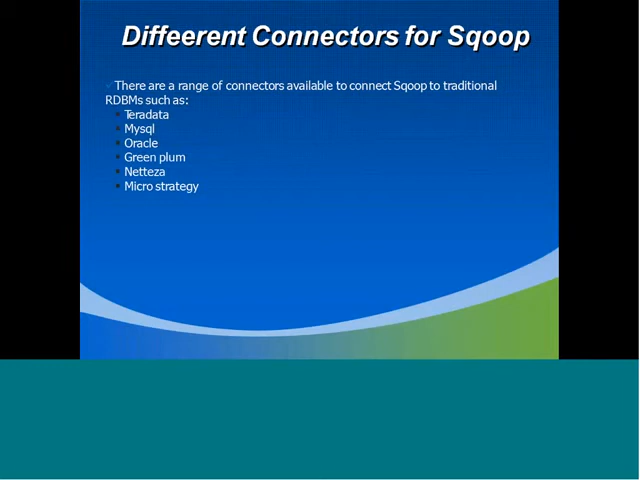 Diffeerent Connectors for Sqoop
There are a range of connectors available to connect Sqoop to traditional
RDBMs such as:
Teradata
Mysql
Oracle
Green plum
Netteza
Micro strategy